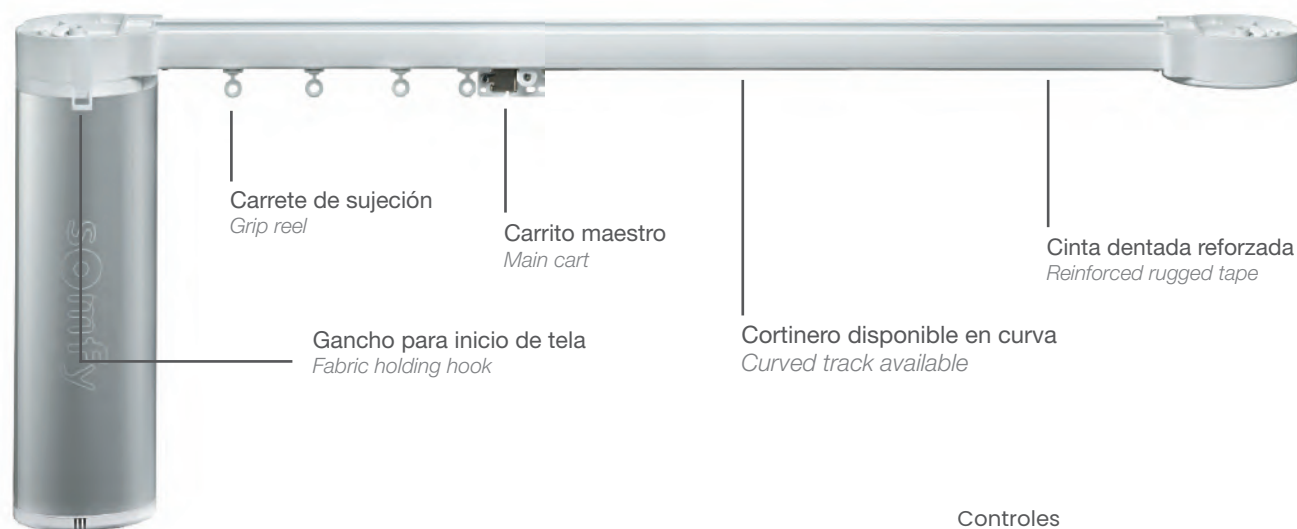 somfy
Carrete de sujeción
Grip reel
Carrito maestro
Main cart
Cinta dentada reforzada
Reinforced rugged tape
Gancho para inicio de tela
Fabric holding hook
Cortinero disponible en curva
Curved track available
Controles